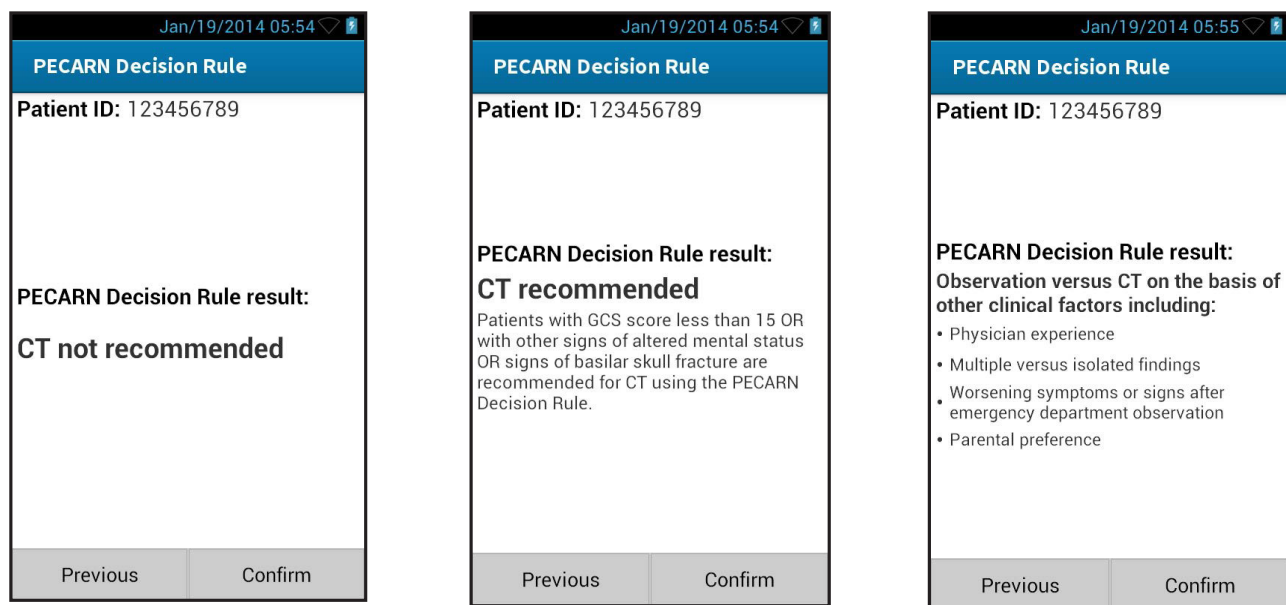 Jan/19/2014 05:54
PECARN Decision Rule
Patient ID: 123456789
PECARN Decision Rule result:
CT not recommended
Previous Confirm
Jan/19/2014 05:54
PECARN Decision Rule
Patient ID: 123456789
PECARN Decision Rule result:
CT recommended
Patients with GCS score less than 15 OR
with other signs of altered mental status
OR signs of basilar skull fracture are
recommended for CT using the PECARN
Decision Rule.
Previous Confirm
Jan/19/2014 05:55
PECARN Decision Rule
Patient ID: 123456789
PECARN Decision Rule result:
Observation versus CT on the basis of
other clinical factors including:
• Physician experience
• Multiple versus isolated findings
• Worsening symptoms or signs after
emergency department observation
• Parental preference
Previous Confirm